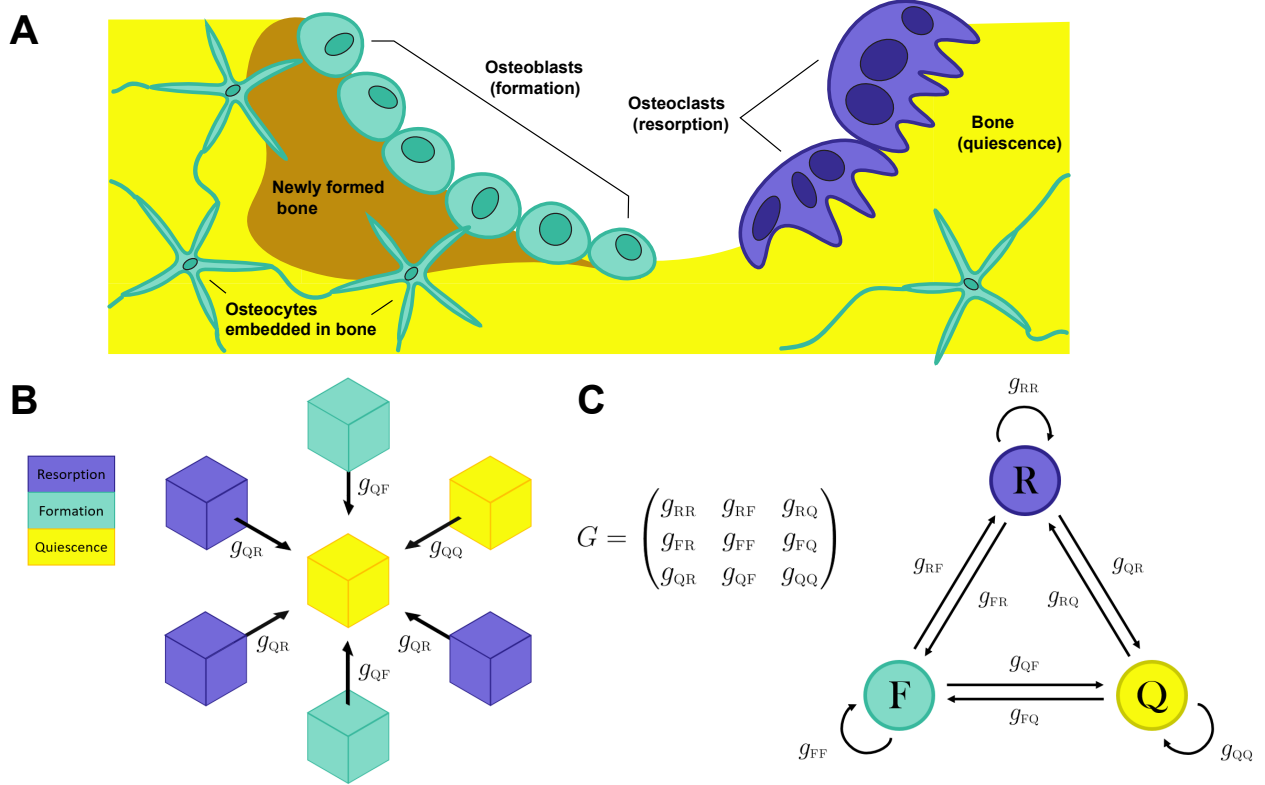 A
Osteoblasts
(formation)
Osteoclasts
(resorption)
Bone
(quiescence)
Newly formed
bone
Osteocytes
embedded in bone
B
Resorption
Formation
Quiescence
g_QF
g_QR
g_QQ
g_QR
g_QR
g_QF
C
G = ( g_RR g_RF g_RQ
g_FR g_FF g_FQ
g_QR g_QF g_QQ )
g_RR
R
g_RF
g_FR
g_RQ
g_QR
g_QF
F
Q
g_FQ
g_FF
g_QQ